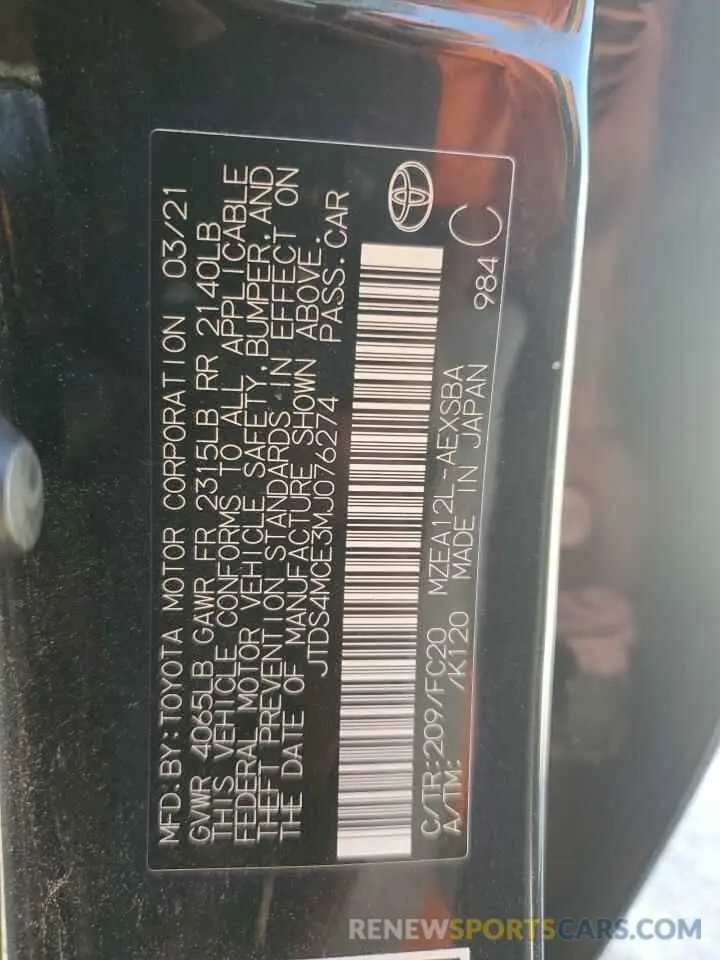 MFD.BY:TOYOTA MOTOR CORPORATION 03/21
GVWR 4065LB GAWR FR 2315LB RR 2140LB
THIS VEHICLE CONFORMS TO ALL APPLICABLE
FEDERAL MOTOR VEHICLE SAFETY, BUMPER, AND
THEFT PREVENTION STANDARDS IN EFFECT ON
THE DATE OF MANUFACTURE SHOWN ABOVE.
JTDS4MCE3MJ076274 PASS.CAR
C/TR:209/FC20 MZEA12L-AEXSBA 984 C
A/TM: /K120 MADE IN JAPAN
RENEWSPORTSCARS.COM